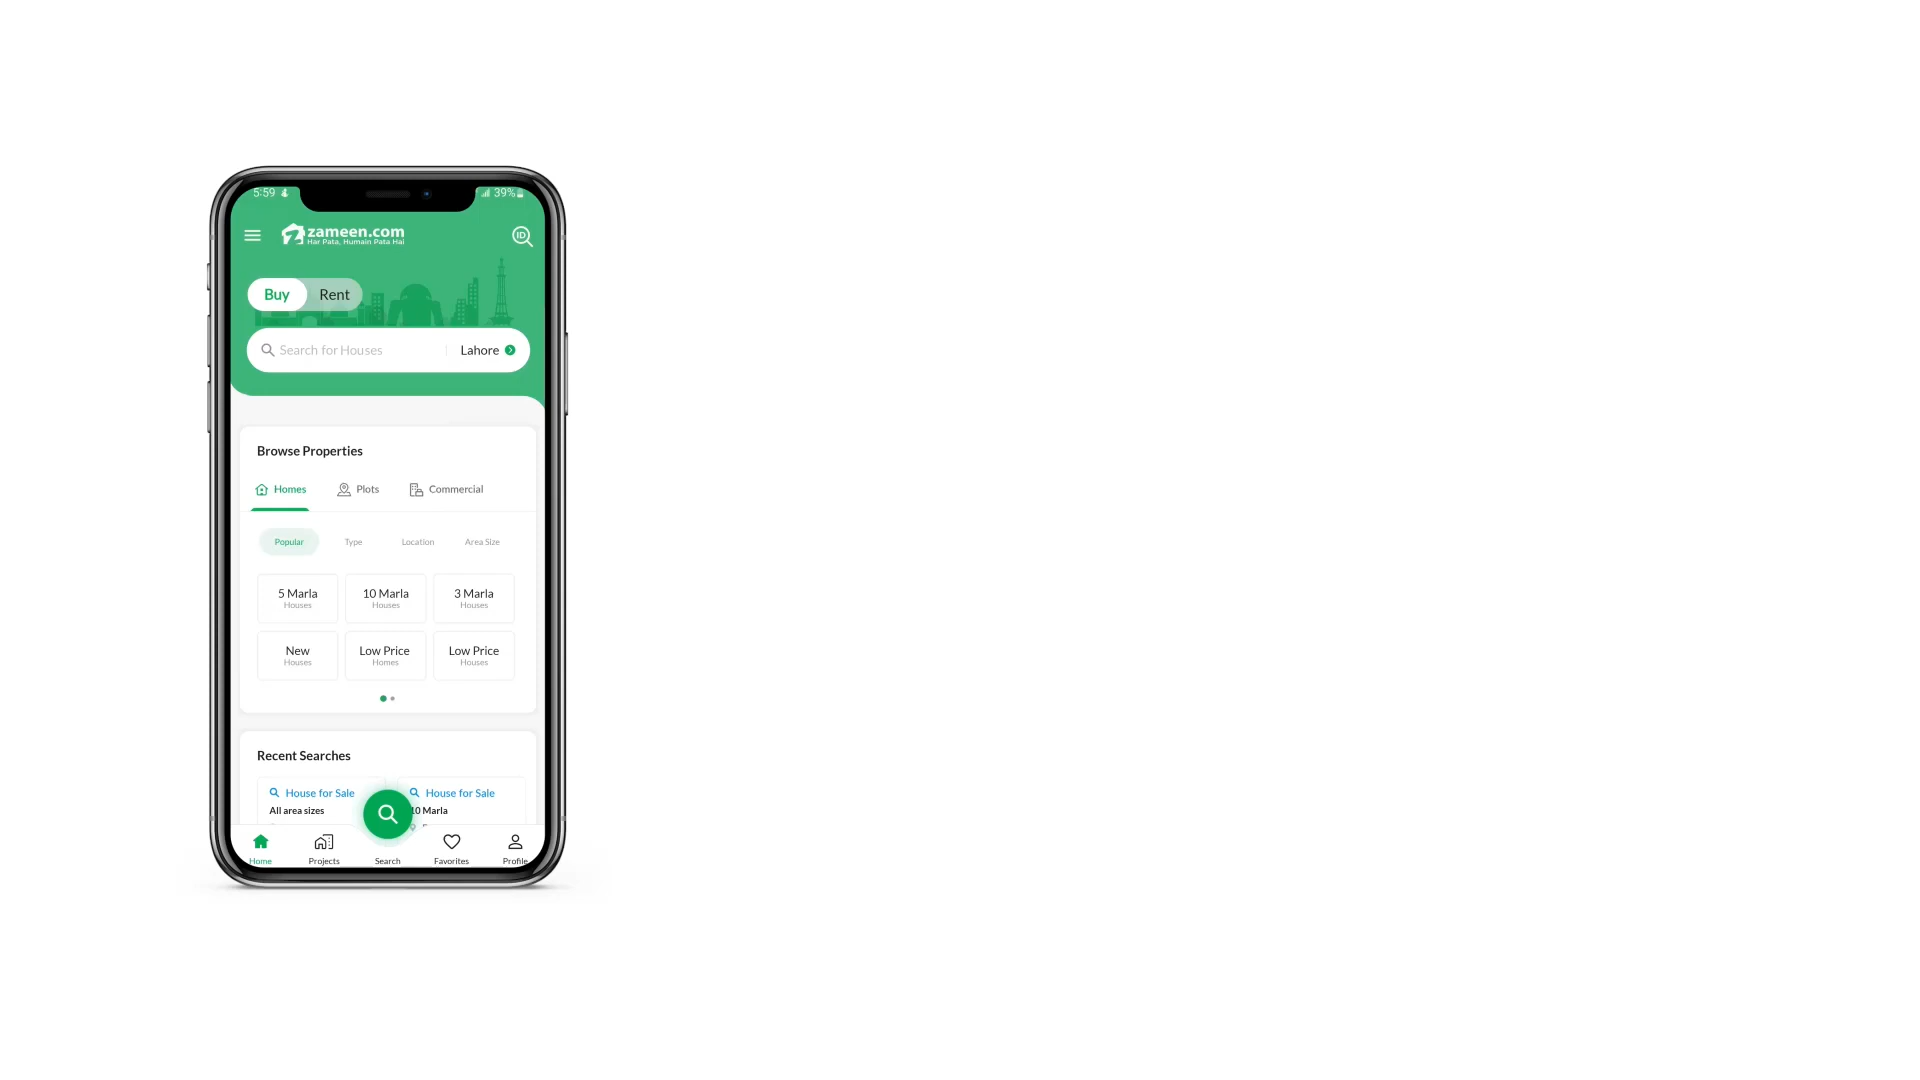 5:59
39%
zameen.com
Har Pata, Humain Pata Hai
ID
Buy
Rent
Search for Houses
Lahore
Browse Properties
Homes
Plots
Commercial
Popular
Type
Location
Area Size
5 Marla
Houses
10 Marla
Houses
3 Marla
Houses
New
Houses
Low Price
Homes
Low Price
Houses
Recent Searches
House for Sale
All area sizes
House for Sale
10 Marla
Home
Projects
Search
Favorites
Profile